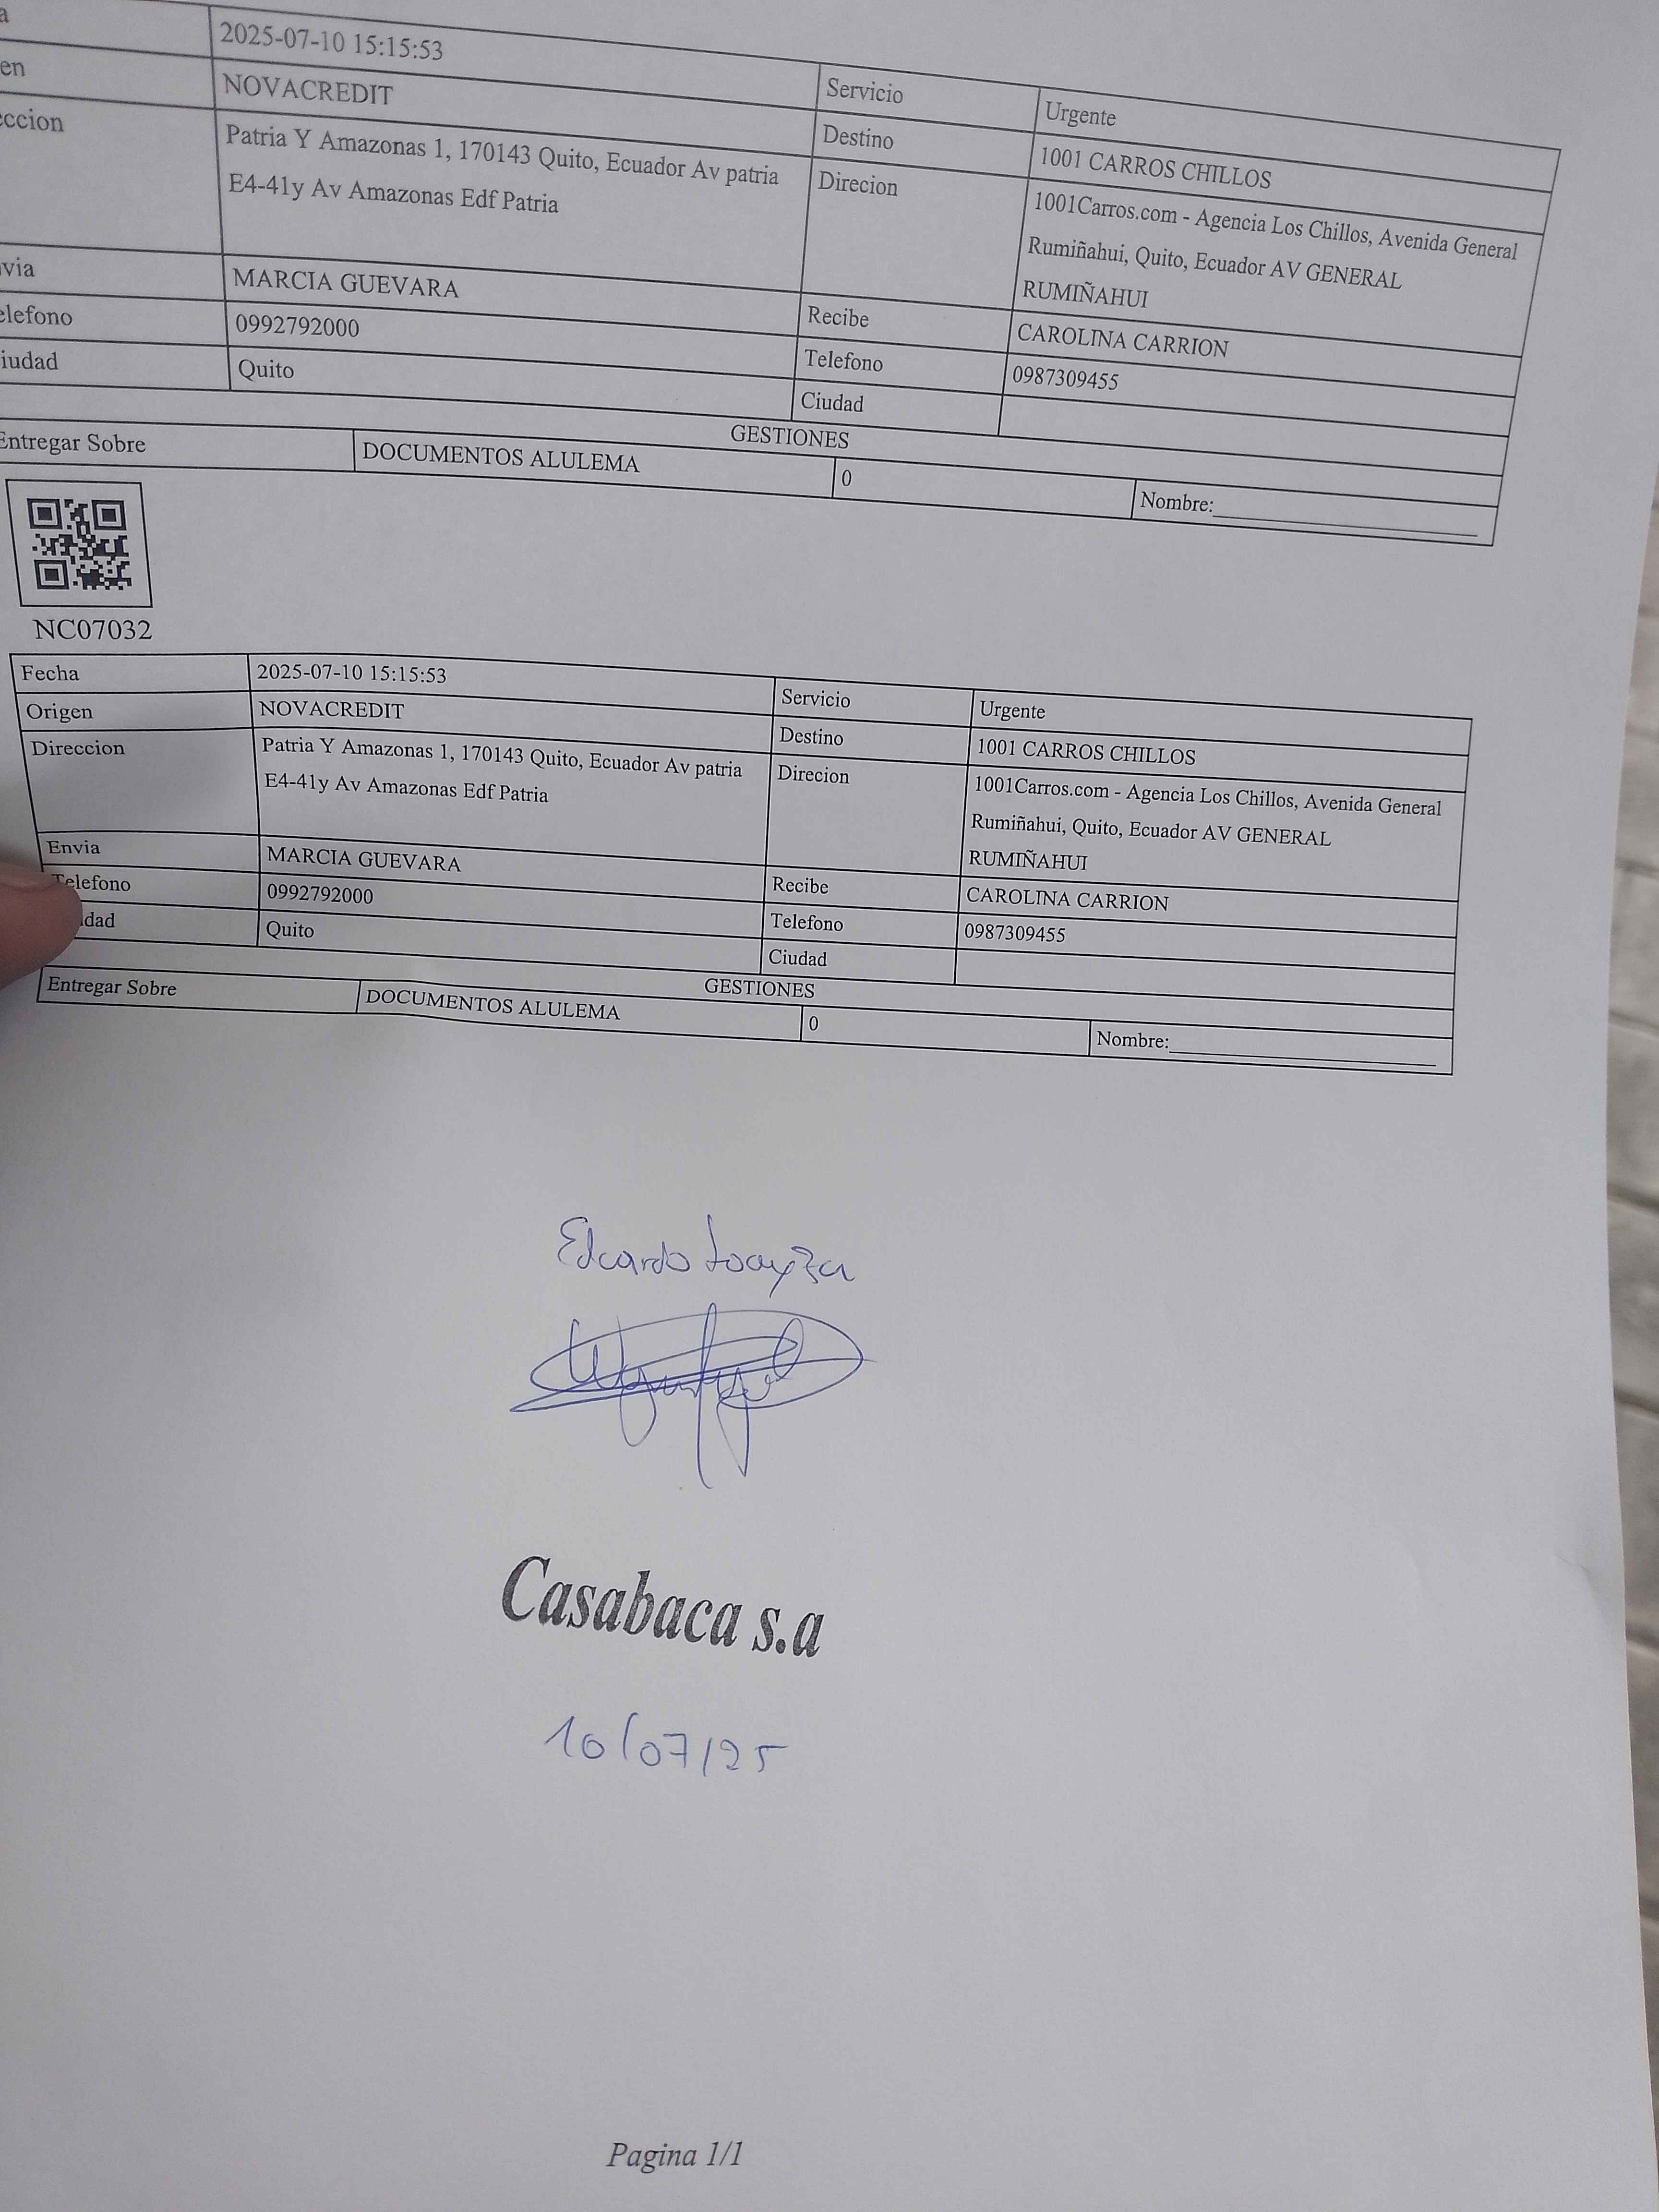 a
2025-07-10 15:15:53
Servicio
Urgente
en
NOVACREDIT
Destino
1001 CARROS CHILLOS
eccion
Patria Y Amazonas 1, 170143 Quito, Ecuador Av patria
E4-41y Av Amazonas Edf Patria
Direcion
1001Carros.com - Agencia Los Chillos, Avenida General
Rumiñahui, Quito, Ecuador AV GENERAL
RUMIÑAHUI
nvia
MARCIA GUEVARA
Recibe
CAROLINA CARRION
elefono
0992792000
Telefono
0987309455
iudad
Quito
Ciudad
GESTIONES
Entregar Sobre
DOCUMENTOS ALULEMA
0
Nombre:
NC07032
Fecha
2025-07-10 15:15:53
Servicio
Urgente
Origen
NOVACREDIT
Destino
1001 CARROS CHILLOS
Direccion
Patria Y Amazonas 1, 170143 Quito, Ecuador Av patria
E4-41y Av Amazonas Edf Patria
Direcion
1001Carros.com - Agencia Los Chillos, Avenida General
Rumiñahui, Quito, Ecuador AV GENERAL
RUMIÑAHUI
Envia
MARCIA GUEVARA
Recibe
CAROLINA CARRION
Telefono
0992792000
Telefono
0987309455
dad
Quito
Ciudad
GESTIONES
Entregar Sobre
DOCUMENTOS ALULEMA
0
Nombre:
Edcardo Loayza
Casabaca s.a
10/07/25
Pagina 1/1